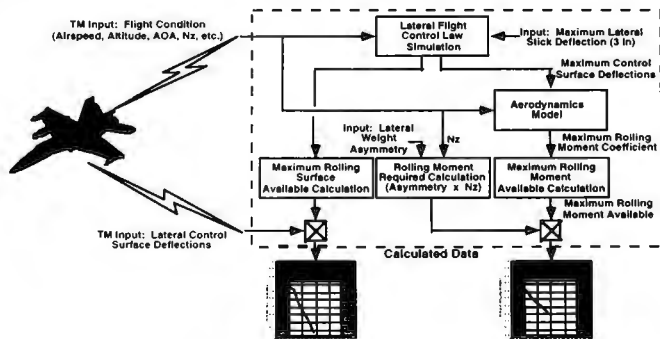 TM Input: Flight Condition
(Airspeed, Altitude, AOA, Nz, etc.)
Lateral Flight
Control Law
Simulation
Input: Maximum Lateral
Stick Deflection (3 In)
Maximum Control
Surface Deflections
Aerodynamics
Model
Input: Lateral
Weight
Asymmetry
Nz
Maximum Rolling
Moment Coefficient
Maximum Rolling
Surface
Available Calculation
Rolling Moment
Required Calculation
(Asymmetry x Nz)
Maximum Rolling
Moment
Available Calculation
Maximum Rolling
Moment Available
TM Input: Lateral Control
Surface Deflections
Calculated Data